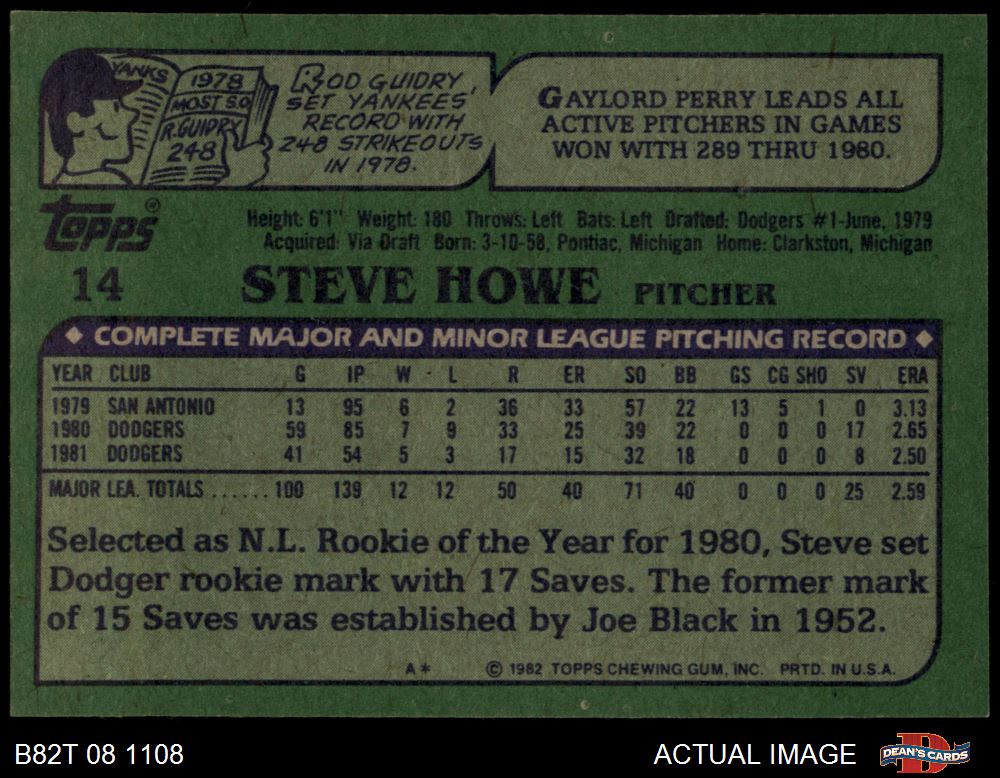 YANKS
1978
MOST S.O.
R. GUIDRY
248
ROD GUIDRY
SET YANKEES'
RECORD WITH
248 STRIKEOUTS
IN 1978.
GAYLORD PERRY LEADS ALL
ACTIVE PITCHERS IN GAMES
WON WITH 289 THRU 1980.
topps®
Height: 6'1" Weight: 180 Throws: Left Bats: Left Drafted: Dodgers #1-June, 1979
Acquired: Via Draft Born: 3-10-58, Pontiac, Michigan Home: Clarkston, Michigan
14 STEVE HOWE PITCHER
◆ COMPLETE MAJOR AND MINOR LEAGUE PITCHING RECORD ◆
YEAR CLUB G IP W L R ER SO BB GS CG SHO SV ERA
1979 SAN ANTONIO 13 95 6 2 36 33 57 22 13 5 1 0 3.13
1980 DODGERS 59 85 7 9 33 25 39 22 0 0 0 17 2.65
1981 DODGERS 41 54 5 3 17 15 32 18 0 0 0 8 2.50
MAJOR LEA. TOTALS ...... 100 139 12 12 50 40 71 40 0 0 0 25 2.59
Selected as N.L. Rookie of the Year for 1980, Steve set
Dodger rookie mark with 17 Saves. The former mark
of 15 Saves was established by Joe Black in 1952.
A* © 1982 TOPPS CHEWING GUM, INC. PRTD. IN U.S.A.
B82T 08 1108 ACTUAL IMAGE DEAN'S CARDS